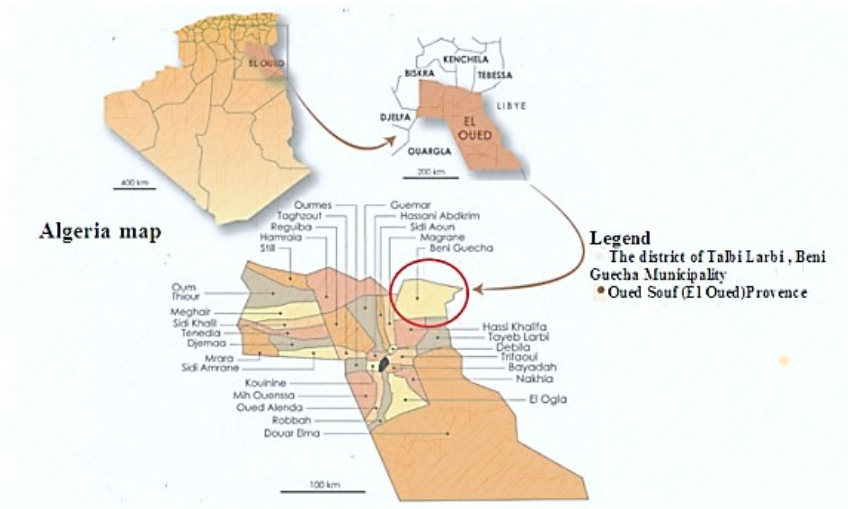 EL OUED
400 km
Algeria map
KENCHELA
BISKRA
TEBESSA
LIBYE
DJELFA
EL
OUED
OUARGLA
200 km
Legend
The district of Talbi Larbi , Beni
Guecha Municipality
Oued Souf (El Oued)Provence
Ourmes
Taghzout
Reguiba
Hamraia
Still
Guemar
Hassani Abdkrim
Sidi Aoun
Magrane
Beni Guecha
Oum
Thiour
Meghair
Sidi Khalil
Tenedla
Djemaa
Mrara
Sidi Amrane
Kouinine
Mih Ouenssa
Oued Alenda
Robbah
Douar Elma
Hassi Khalifa
Tayeb Larbi
Debila
Trifaoui
Bayadah
Nakhla
El Ogla
100 km